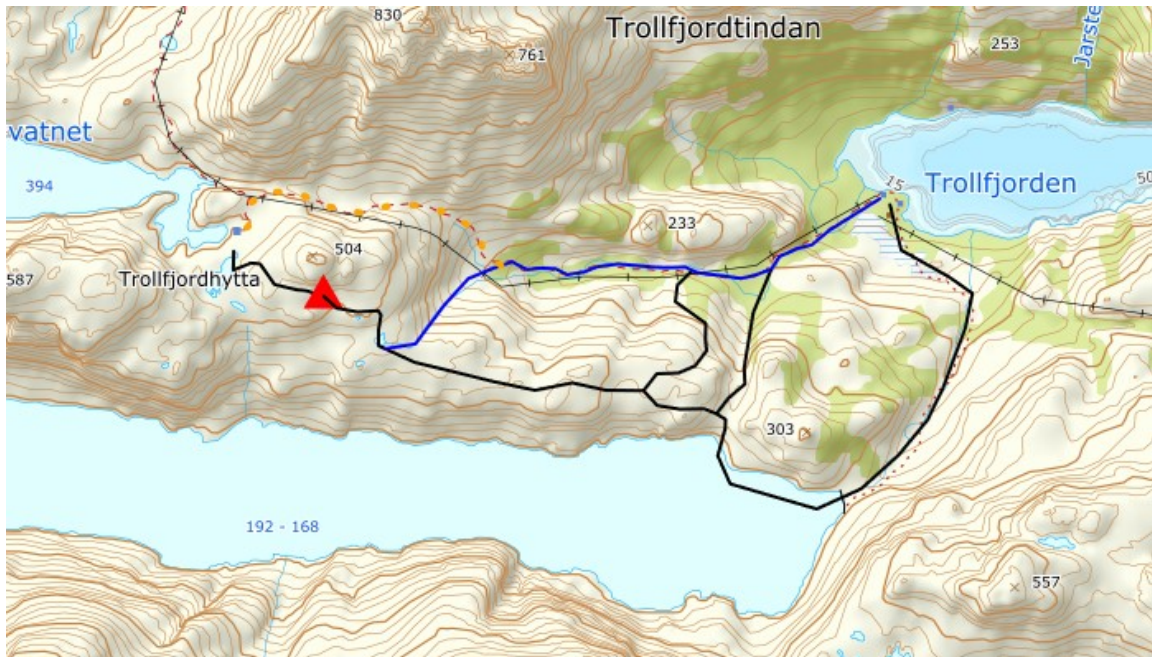 830
Trollfjordtindan
761
253
Jarste
vatnet
394
15
Trollfjorden
50
233
504
587
Trollfjordhytta
303
192 - 168
557